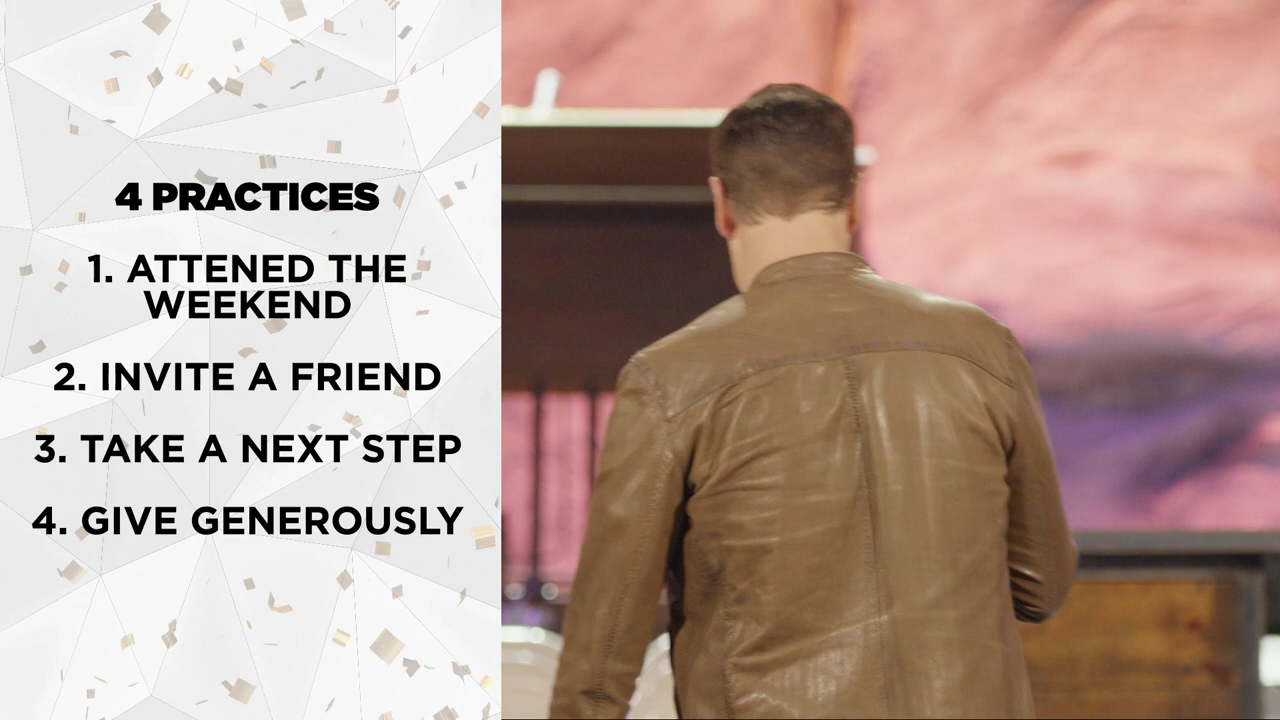 4 PRACTICES
1. ATTENED THE
WEEKEND
2. INVITE A FRIEND
3. TAKE A NEXT STEP
4. GIVE GENEROUSLY